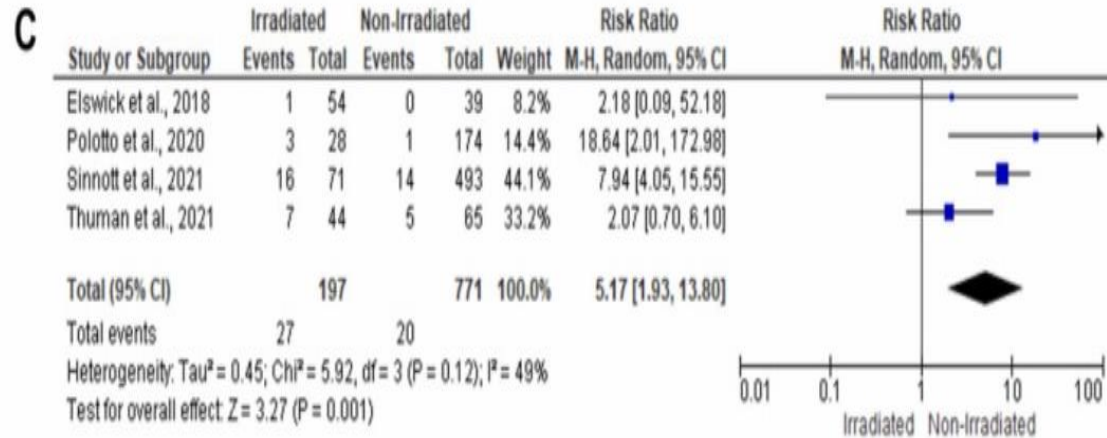 C
Irradiated Non-Irradiated Risk Ratio Risk Ratio
Study or Subgroup Events Total Events Total Weight M-H, Random, 95% CI M-H, Random, 95% CI
Elswick et al., 2018 1 54 0 39 8.2% 2.18 [0.09, 52.18]
Polotto et al., 2020 3 28 1 174 14.4% 18.64 [2.01, 172.98]
Sinnott et al., 2021 16 71 14 493 44.1% 7.94 [4.05, 15.55]
Thuman et al., 2021 7 44 5 65 33.2% 2.07 [0.70, 6.10]
Total (95% CI) 197 771 100.0% 5.17 [1.93, 13.80]
Total events 27 20
Heterogeneity: Tau² = 0.45; Chi² = 5.92, df = 3 (P = 0.12); I² = 49%
Test for overall effect: Z = 3.27 (P = 0.001)
0.01 0.1 1 10 100
Irradiated Non-Irradiated